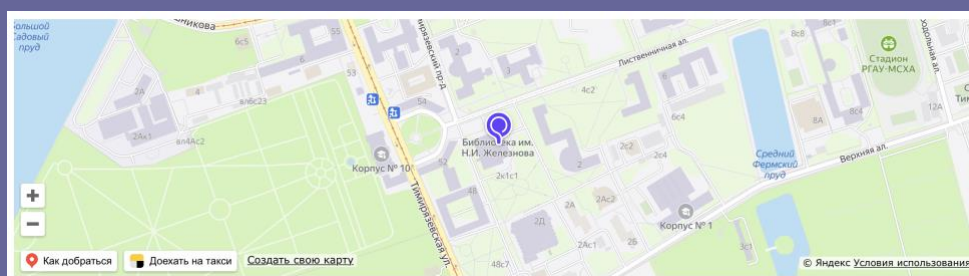 Большой
Садовый
пруд
6с5
55
6
53
2А
4
вл6с23
2Ак1
вл4Ас2
54
Корпус № 10
52
Тимирязевская ул.
Тимирязевский пр-д
2
3
Лиственничная ал.
4с2
6с4
Библиотека им.
Н.И. Железнова
2к1с1
48
2
2с2
2с4
2А
2Ас2
2Д
2Ас1
2Б
Корпус № 1
3с1
Средний
Фермский
пруд
Верхняя ал.
8с8
8с4
8А
12А
Стадион
РГАУ-МСХА
+
−
Как добраться
Доехать на такси
Создать свою карту
© Яндекс Условия использования